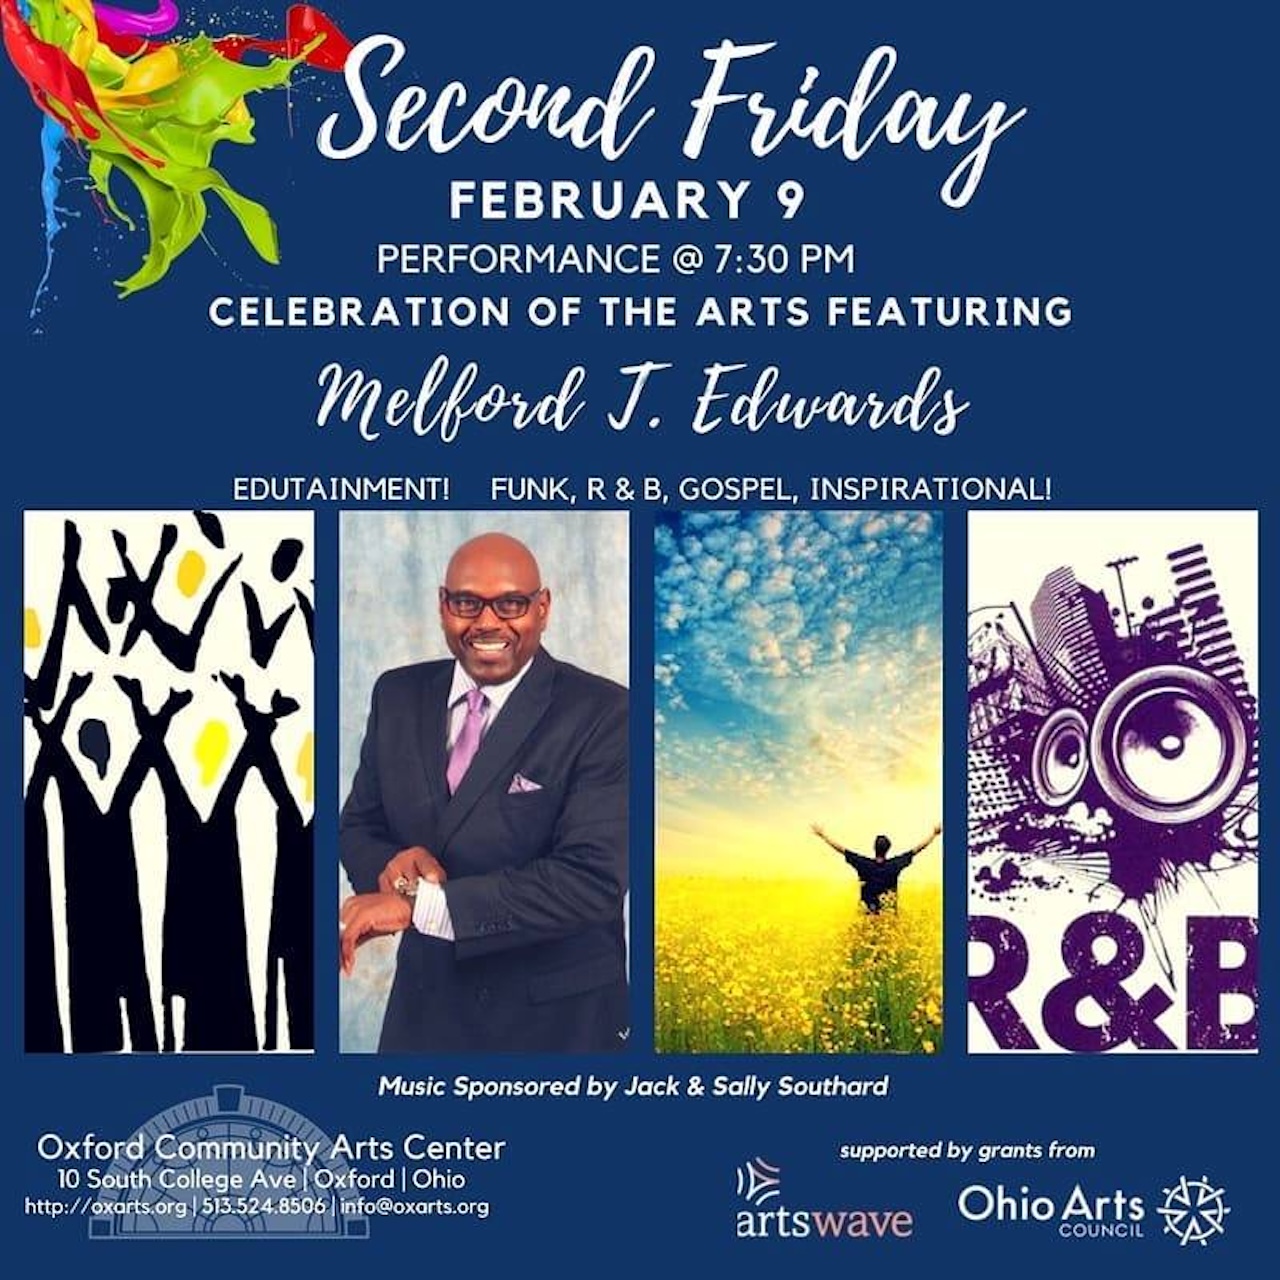 Second Friday
FEBRUARY 9
PERFORMANCE @ 7:30 PM
CELEBRATION OF THE ARTS FEATURING
Melford T. Edwards
EDUTAINMENT! FUNK, R & B, GOSPEL, INSPIRATIONAL!
R&B
Music Sponsored by Jack & Sally Southard
Oxford Community Arts Center
10 South College Ave | Oxford | Ohio
http://oxarts.org | 513.524.8506 | info@oxarts.org
supported by grants from
artswave
Ohio Arts
COUNCIL